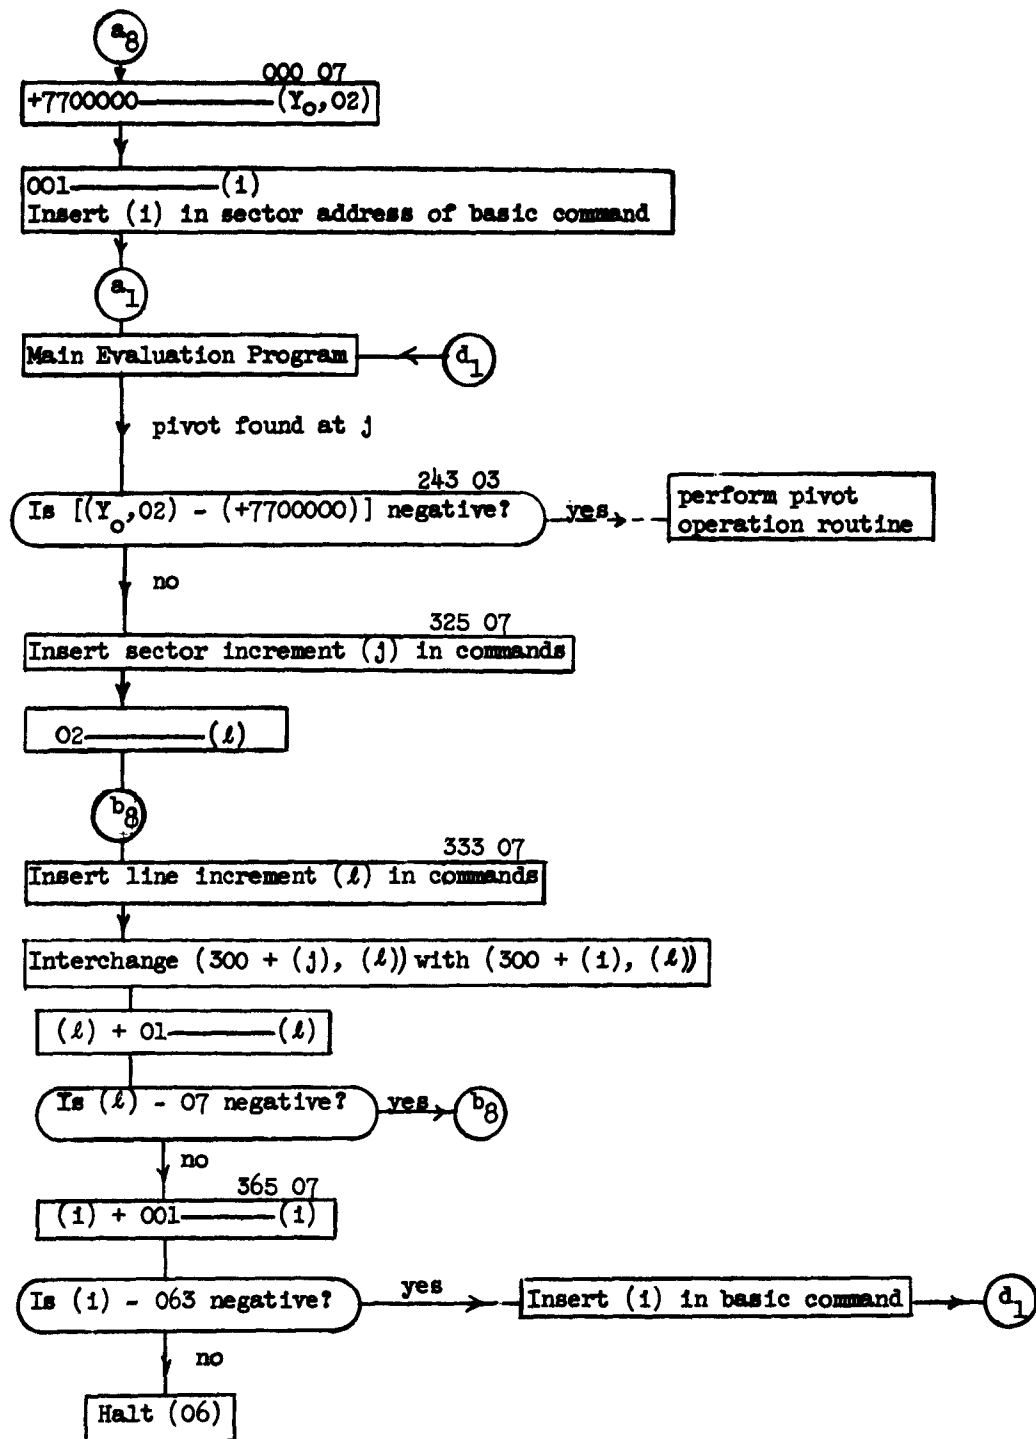 a8
000 07
+7700000————(Yo,02)
001————(i)
Insert (i) in sector address of basic command
a1
Main Evaluation Program
d1
pivot found at j
243 03
Is [(Yo,02) - (+7700000)] negative?
yes
perform pivot
operation routine
no
325 07
Insert sector increment (j) in commands
02————(ℓ)
b8
333 07
Insert line increment (ℓ) in commands
Interchange (300 + (j), (ℓ)) with (300 + (i), (ℓ))
(ℓ) + 01————(ℓ)
Is (ℓ) - 07 negative?
yes
b8
no
365 07
(i) + 001————(i)
Is (i) - 063 negative?
yes
Insert (i) in basic command
d1
no
Halt (06)